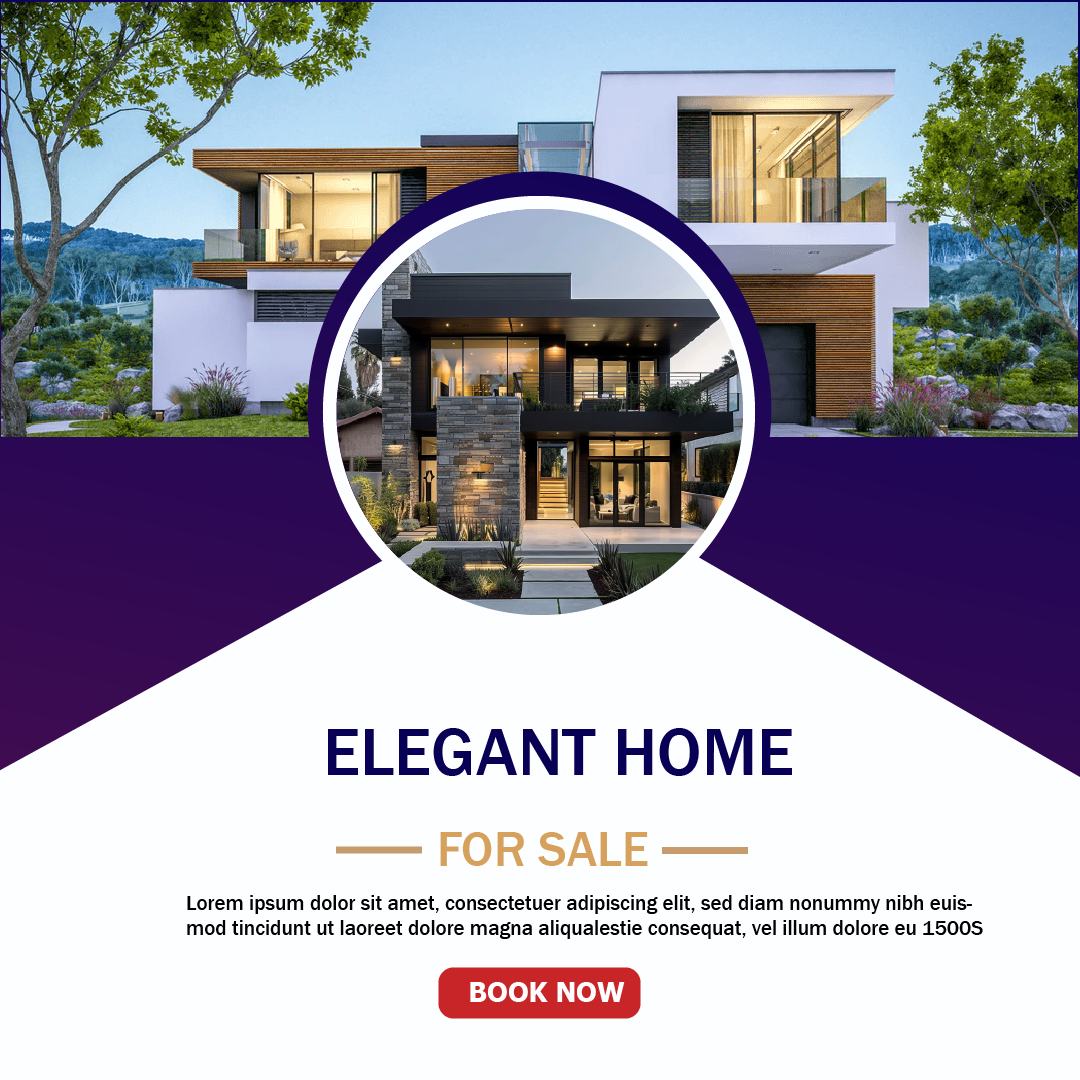 ELEGANT HOME
FOR SALE
Lorem ipsum dolor sit amet, consectetuer adipiscing elit, sed diam nonummy nibh euis-
mod tincidunt ut laoreet dolore magna aliqualestie consequat, vel illum dolore eu 1500S
BOOK NOW